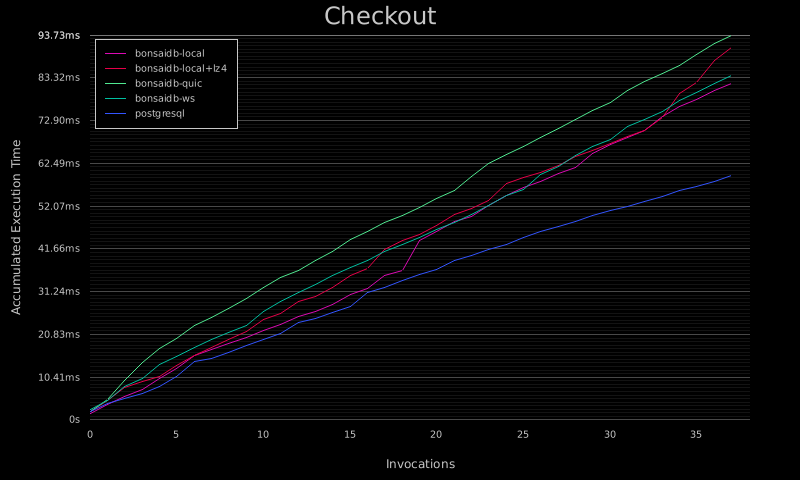 Checkout
93.73ms
83.32ms
72.90ms
62.49ms
52.07ms
41.66ms
31.24ms
20.83ms
10.41ms
0s
bonsaidb-local
bonsaidb-local+lz4
bonsaidb-quic
bonsaidb-ws
postgresql
Accumulated Execution Time
0 5 10 15 20 25 30 35
Invocations